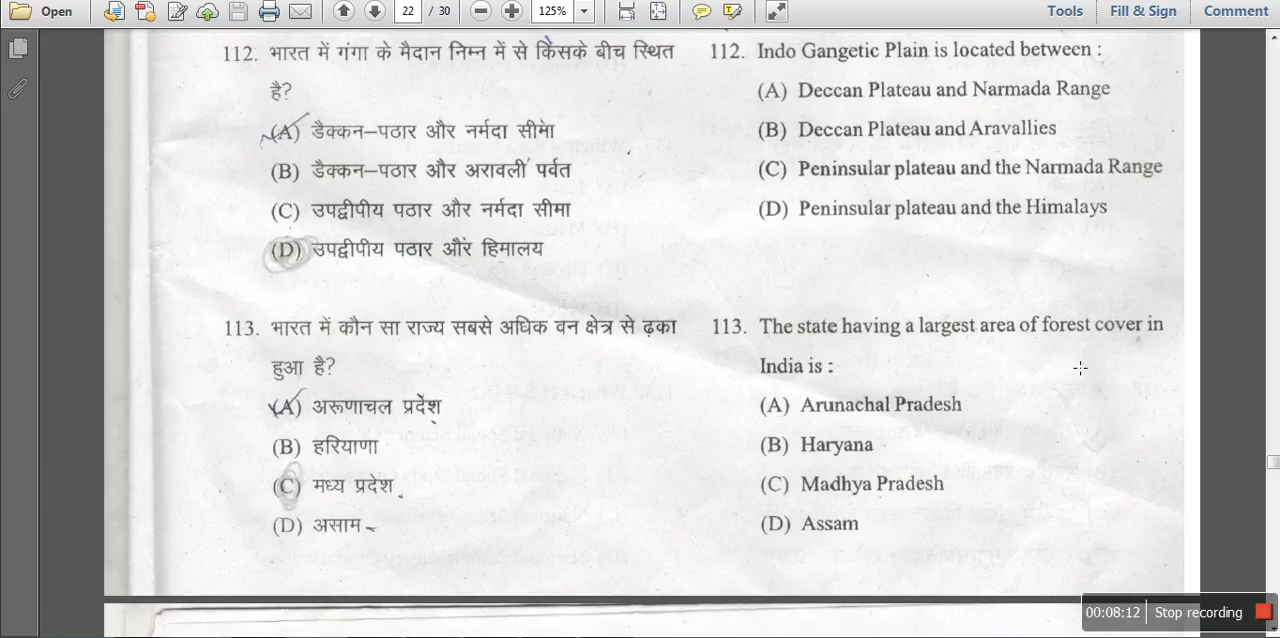 Open
22 / 30
125%
Tools
Fill & Sign
Comment
112. भारत में गंगा के मैदान निम्न में से किसके बीच स्थित
है?
(A) डैक्कन–पठार और नर्मदा सीमा
(B) डैक्कन–पठार और अरावली पर्वत
(C) उपद्वीपीय पठार और नर्मदा सीमा
(D) उपद्वीपीय पठार और हिमालय
113. भारत में कौन सा राज्य सबसे अधिक वन क्षेत्र से ढ़का
हुआ है?
(A) अरूणाचल प्रदेश
(B) हरियाणा
(C) मध्य प्रदेश
(D) असाम
112. Indo Gangetic Plain is located between :
(A) Deccan Plateau and Narmada Range
(B) Deccan Plateau and Aravallies
(C) Peninsular plateau and the Narmada Range
(D) Peninsular plateau and the Himalays
113. The state having a largest area of forest cover in
India is :
(A) Arunachal Pradesh
(B) Haryana
(C) Madhya Pradesh
(D) Assam
00:08:12
Stop recording